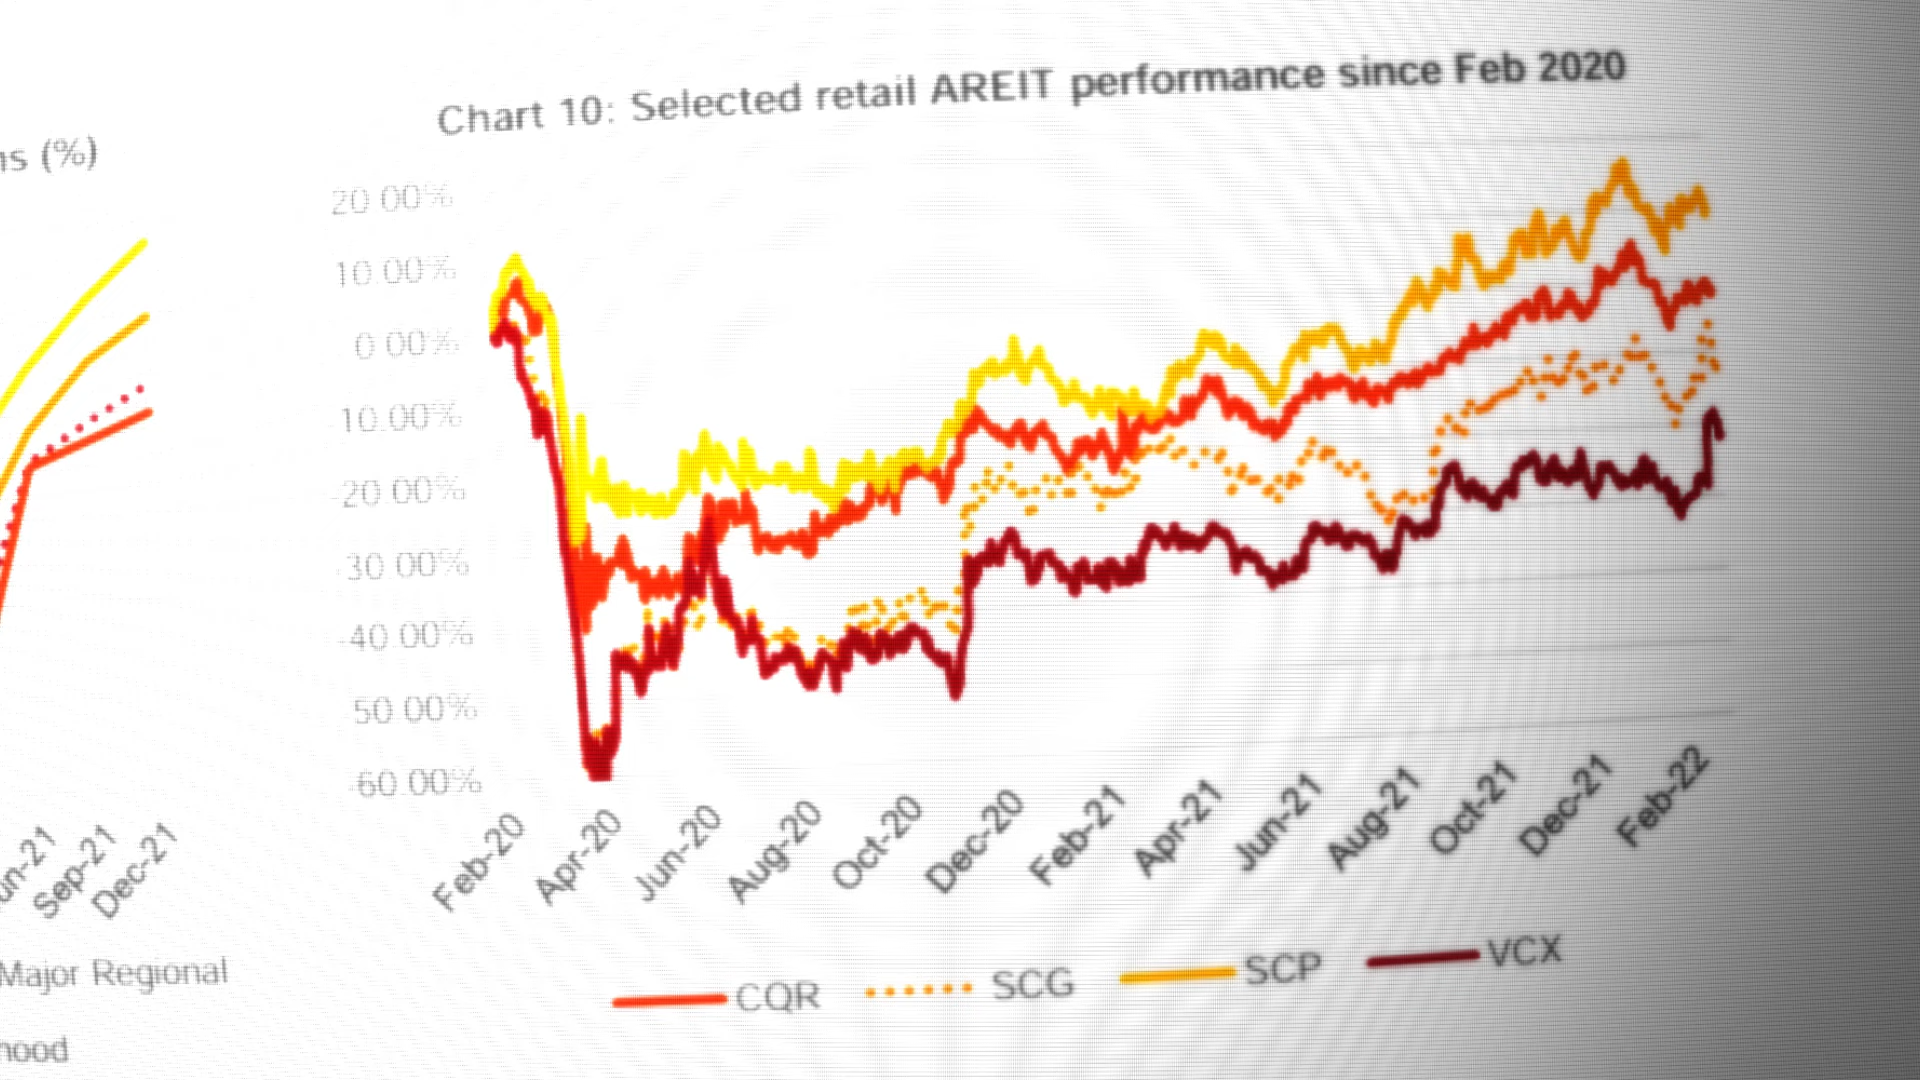 Chart 10: Selected retail AREIT performance since Feb 2020
(%)
20.00%
10.00%
0.00%
-10.00%
-20.00%
-30.00%
-40.00%
-50.00%
-60.00%
Feb-20 Apr-20 Jun-20 Aug-20 Oct-20 Dec-20 Feb-21 Apr-21 Jun-21 Aug-21 Oct-21 Dec-21 Feb-22
Sep-21 Dec-21
Major Regional
CQR SCG SCP VCX